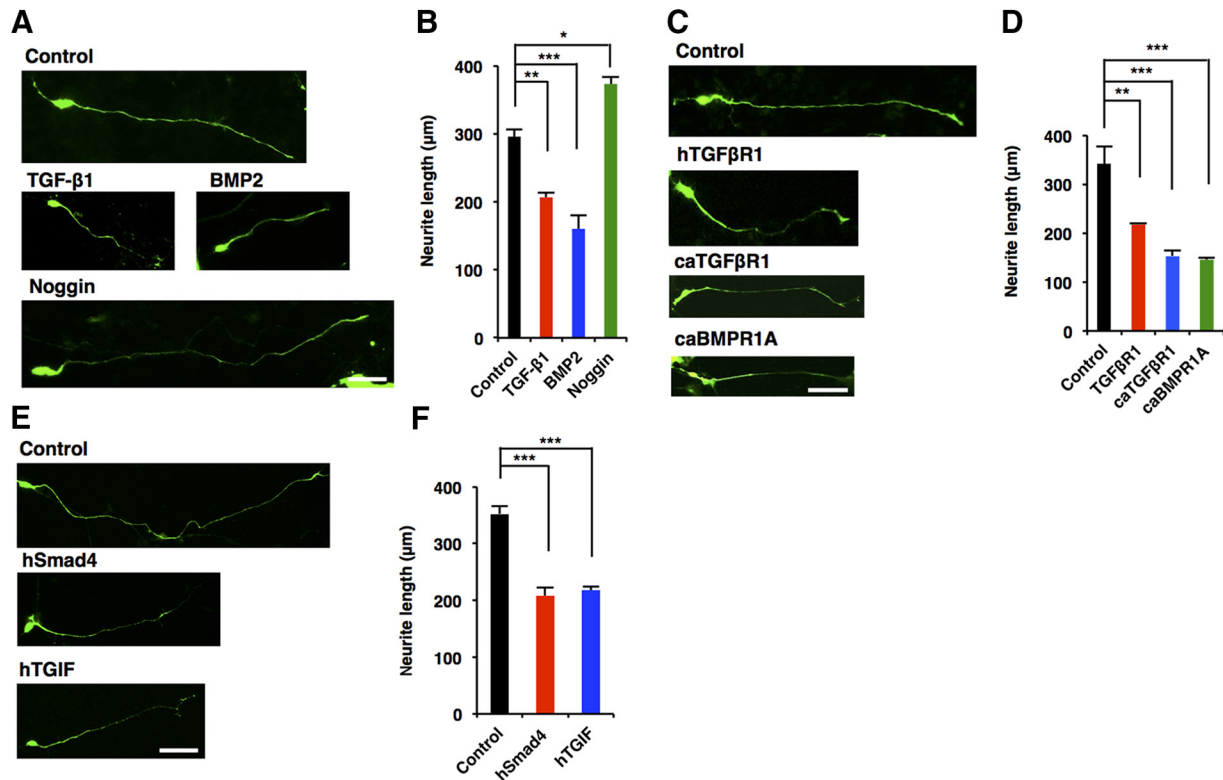 A
Control
TGF-β1
BMP2
Noggin
B
*
***
**
Neurite length (µm)
400
300
200
100
0
Control
TGF-β1
BMP2
Noggin
C
Control
hTGFβR1
caTGFβR1
caBMPR1A
D
***
***
**
Neurite length (µm)
400
300
200
150
100
0
Control
TGFβR1
caTGFβR1
caBMPR1A
E
Control
hSmad4
hTGIF
F
***
***
Neurite length (µm)
400
300
200
100
0
Control
hSmad4
hTGIF